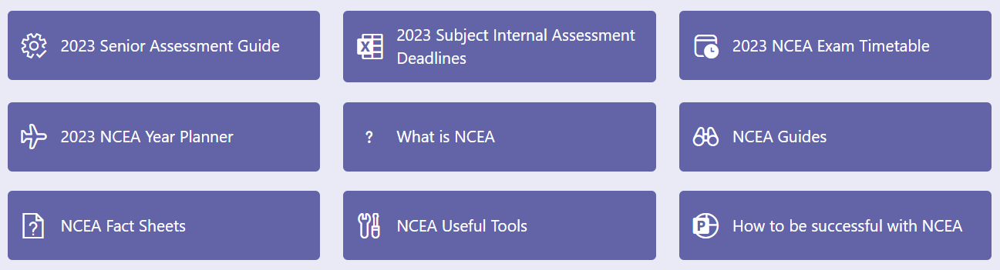 2023 Senior Assessment Guide
2023 Subject Internal Assessment
Deadlines
2023 NCEA Exam Timetable
2023 NCEA Year Planner
What is NCEA
NCEA Guides
NCEA Fact Sheets
NCEA Useful Tools
How to be successful with NCEA